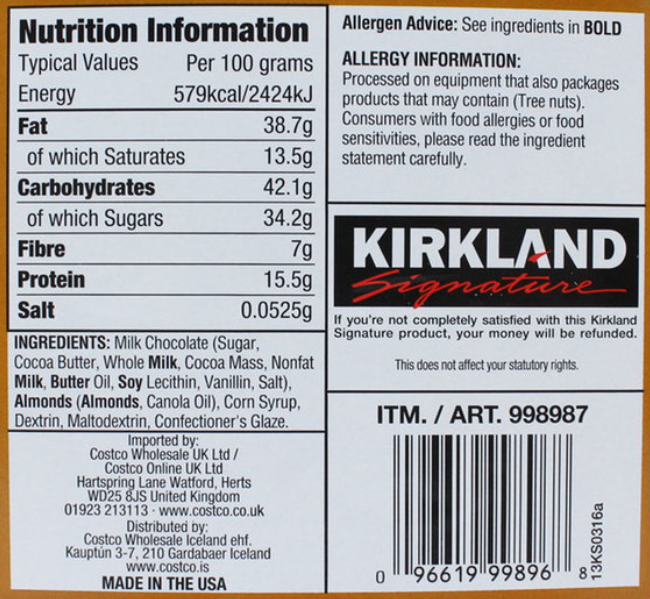 Nutrition Information
Typical Values Per 100 grams
Energy 579kcal/2424kJ
Fat 38.7g
of which Saturates 13.5g
Carbohydrates 42.1g
of which Sugars 34.2g
Fibre 7g
Protein 15.5g
Salt 0.0525g
INGREDIENTS: Milk Chocolate (Sugar,
Cocoa Butter, Whole Milk, Cocoa Mass, Nonfat
Milk, Butter Oil, Soy Lecithin, Vanillin, Salt),
Almonds (Almonds, Canola Oil), Corn Syrup,
Dextrin, Maltodextrin, Confectioner's Glaze.
Imported by:
Costco Wholesale UK Ltd /
Costco Online UK Ltd
Hartspring Lane Watford, Herts
WD25 8JS United Kingdom
01923 213113 · www.costco.co.uk
Distributed by:
Costco Wholesale Iceland ehf.
Kauptún 3-7, 210 Gardabaer Iceland
www.costco.is
MADE IN THE USA
Allergen Advice: See ingredients in BOLD
ALLERGY INFORMATION:
Processed on equipment that also packages
products that may contain (Tree nuts).
Consumers with food allergies or food
sensitivities, please read the ingredient
statement carefully.
KIRKLAND
Signature
If you're not completely satisfied with this Kirkland
Signature product, your money will be refunded.
This does not affect your statutory rights.
ITM. / ART. 998987
0 96619 99896 8
13KS0316a